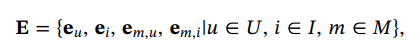 E = {e_u, e_i, e_{m,u}, e_{m,i}|u ∈ U, i ∈ I, m ∈ M},